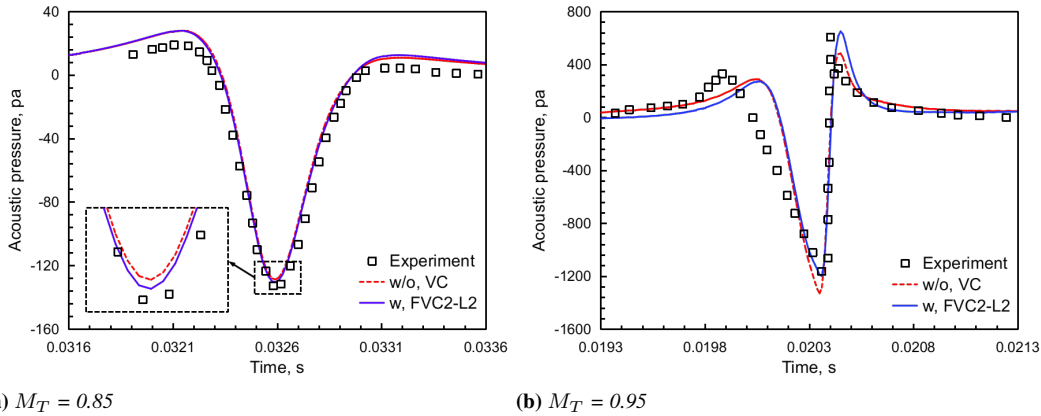 40
0
-40
-80
-120
-160
Acoustic pressure, pa
0.0316
0.0321
0.0326
0.0331
0.0336
Time, s
Experiment
w/o, VC
w, FVC2-L2
) M_T = 0.85
800
400
0
-400
-800
-1200
-1600
Acoustic pressure, pa
0.0193
0.0198
0.0203
0.0208
0.0213
Time, s
Experiment
w/o, VC
w, FVC2-L2
(b) M_T = 0.95